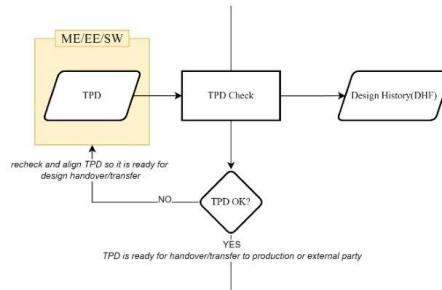 ME/EE/SW
TPD
TPD Check
Design History(DHF)
recheck and align TPD so it is ready for
design handover/transfer
NO
TPD OK?
YES
TPD is ready for handover/transfer to production or external party